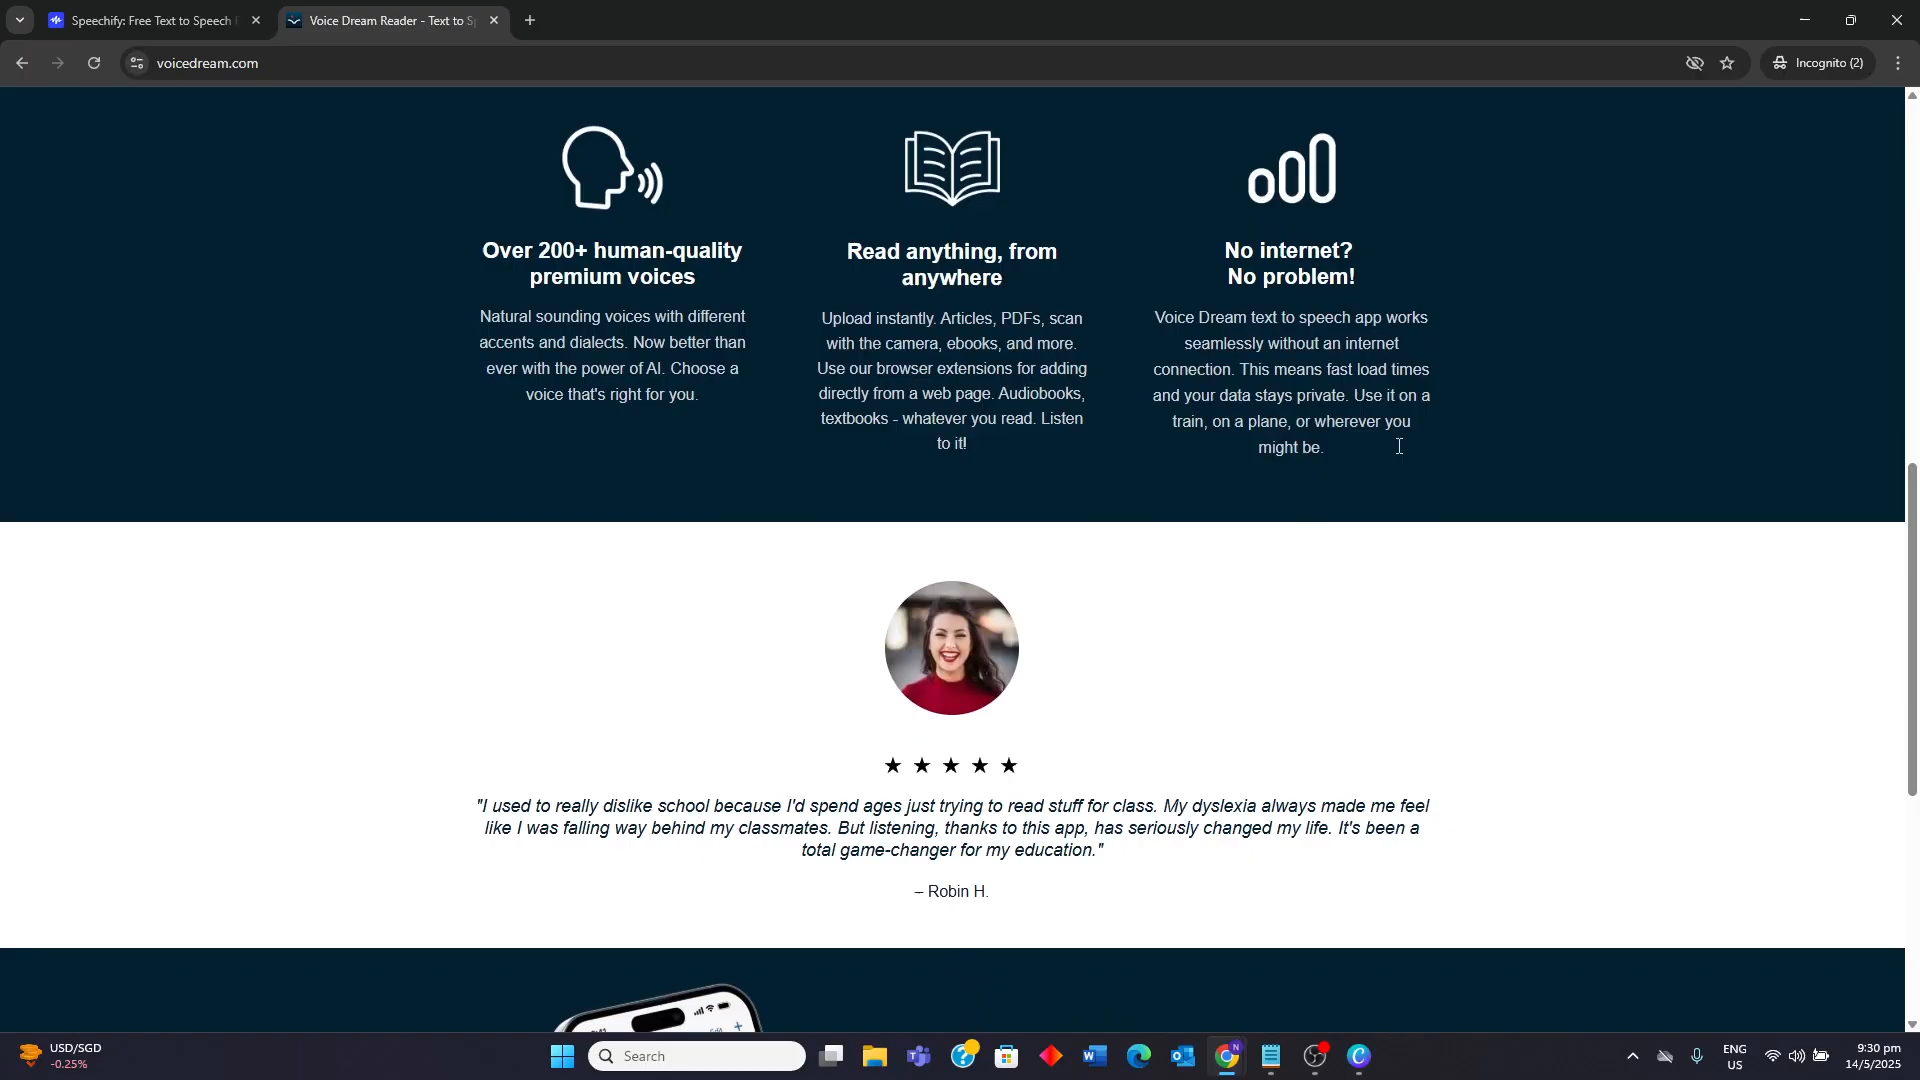 Speechify: Free Text to Speech
Voice Dream Reader - Text to S
voicedream.com
Incognito (2)
Over 200+ human-quality
premium voices
Natural sounding voices with different
accents and dialects. Now better than
ever with the power of AI. Choose a
voice that's right for you.
Read anything, from
anywhere
Upload instantly. Articles, PDFs, scan
with the camera, ebooks, and more.
Use our browser extensions for adding
directly from a web page. Audiobooks,
textbooks - whatever you read. Listen
to it!
No internet?
No problem!
Voice Dream text to speech app works
seamlessly without an internet
connection. This means fast load times
and your data stays private. Use it on a
train, on a plane, or wherever you
might be.
★ ★ ★ ★ ★
"I used to really dislike school because I'd spend ages just trying to read stuff for class. My dyslexia always made me feel
like I was falling way behind my classmates. But listening, thanks to this app, has seriously changed my life. It's been a
total game-changer for my education."
– Robin H.
Edit
USD/SGD
-0.25%
Search
ENG
US
9:30 pm
14/5/2025